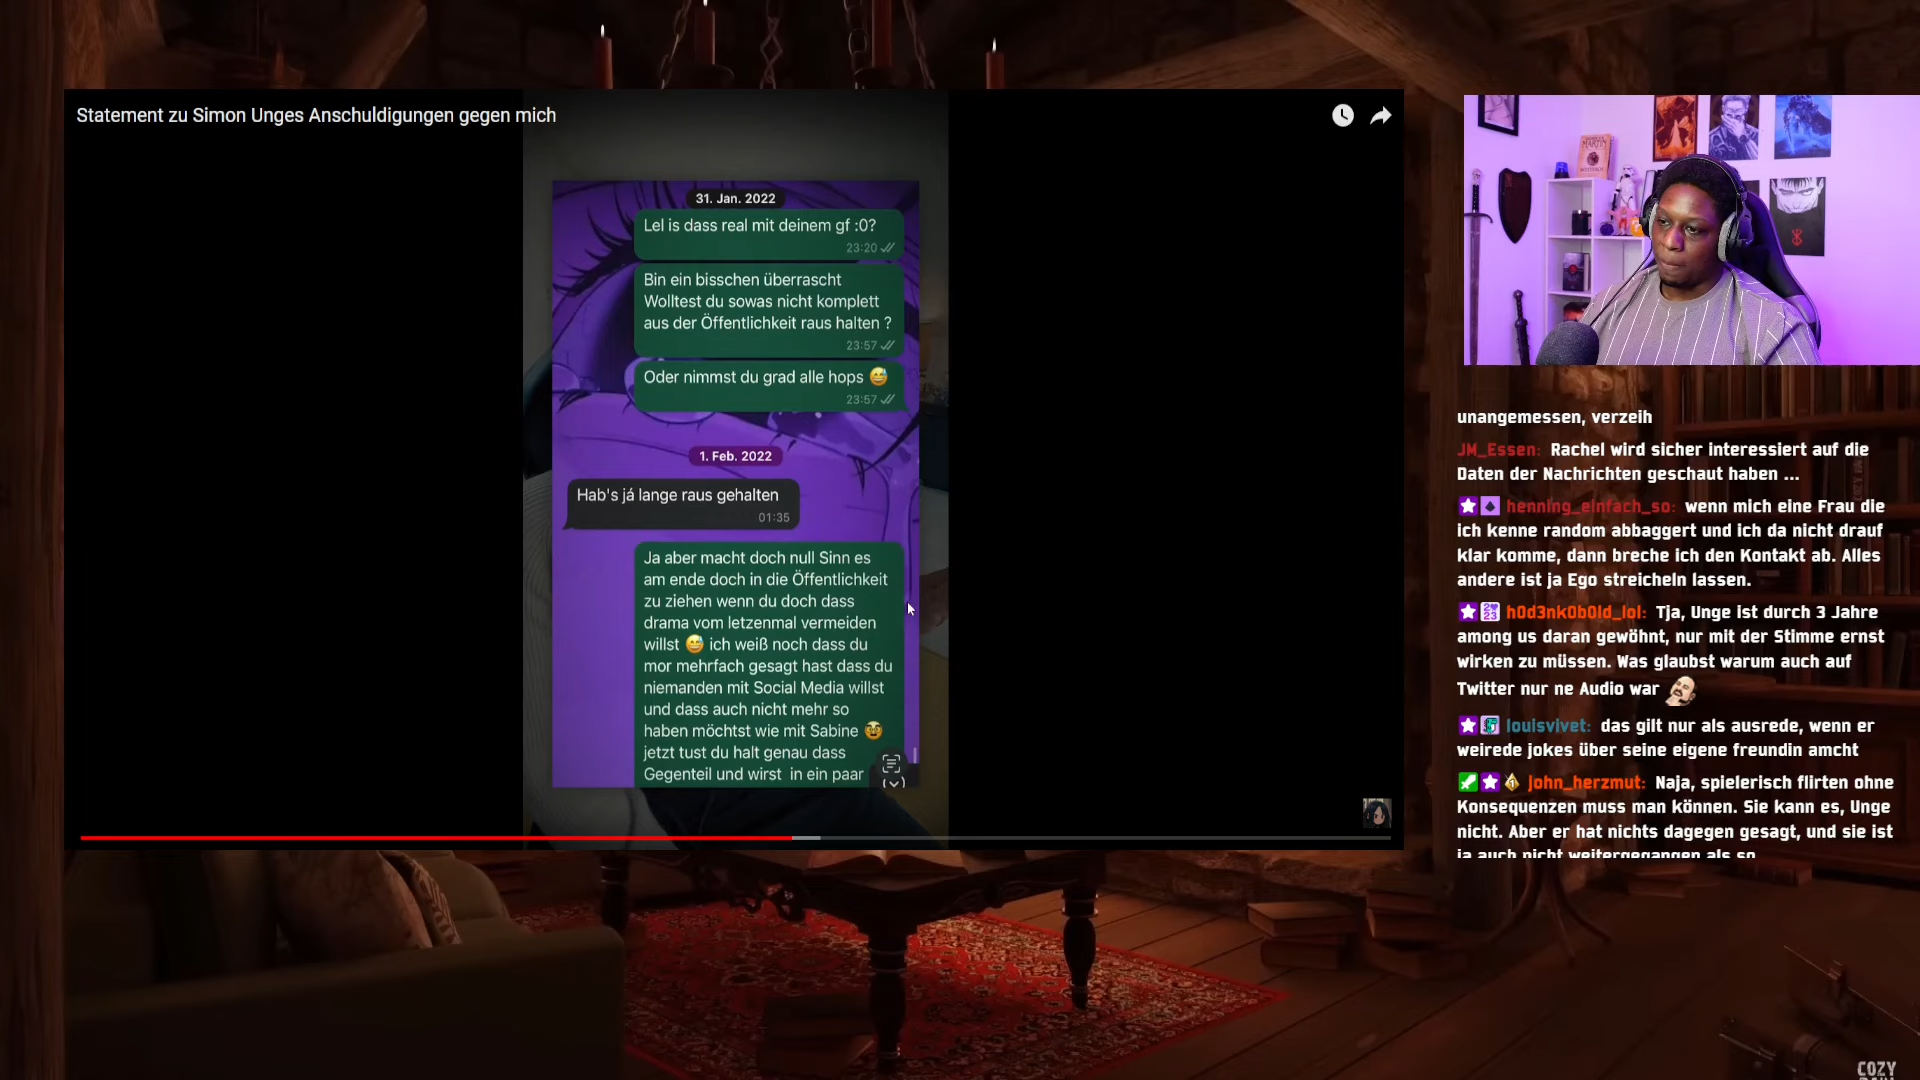 Statement zu Simon Unges Anschuldigungen gegen mich
31. Jan. 2022
Lel is dass real mit deinem gf :0?
23:20
Bin ein bisschen überrascht
Wolltest du sowas nicht komplett
aus der Öffentlichkeit raus halten ?
23:57
Oder nimmst du grad alle hops 😅
23:57
1. Feb. 2022
Hab's já lange raus gehalten
01:35
Ja aber macht doch null Sinn es
am ende doch in die Öffentlichkeit
zu ziehen wenn du doch dass
drama vom letzenmal vermeiden
willst 😅 ich weiß noch dass du
mor mehrfach gesagt hast dass du
niemanden mit Social Media willst
und dass auch nicht mehr so
haben möchtst wie mit Sabine 🥸
jetzt tust du halt genau dass
Gegenteil und wirst in ein paar
unangemessen, verzeih
JM_Essen: Rachel wird sicher interessiert auf die
Daten der Nachrichten geschaut haben ...
henning_einfach_so: wenn mich eine Frau die
ich kenne random abbaggert und ich da nicht drauf
klar komme, dann breche ich den Kontakt ab. Alles
andere ist ja Ego streicheln lassen.
h0d3nk0b0ld_lol: Tja, Unge ist durch 3 Jahre
among us daran gewöhnt, nur mit der Stimme ernst
wirken zu müssen. Was glaubst warum auch auf
Twitter nur ne Audio war
louisvivet: das gilt nur als ausrede, wenn er
weirede jokes über seine eigene freundin amcht
john_herzmut: Naja, spielerisch flirten ohne
Konsequenzen muss man können. Sie kann es, Unge
nicht. Aber er hat nichts dagegen gesagt, und sie ist
ja auch nicht weitergegangen als so
MARTIN
COZY